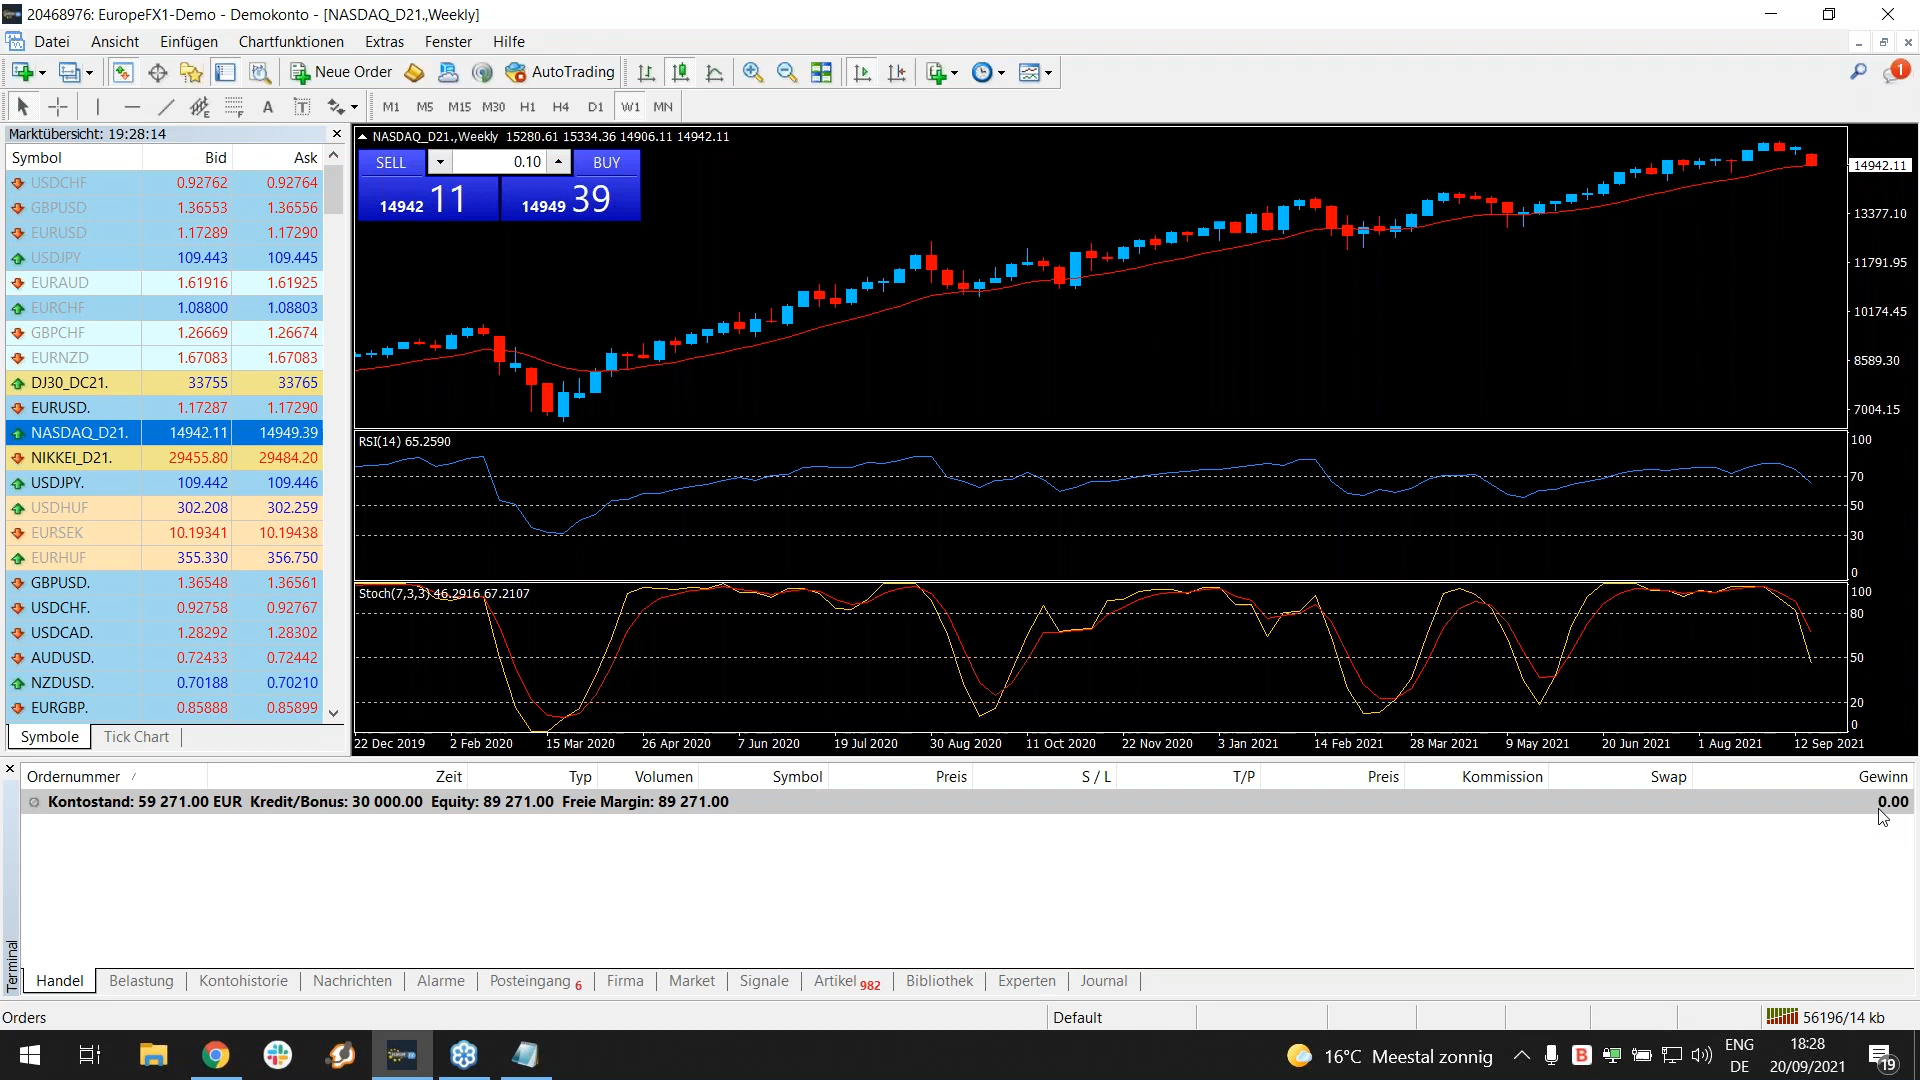 20468976: EuropeFX1-Demo - Demokonto - [NASDAQ_D21.,Weekly]
Datei Ansicht Einfügen Chartfunktionen Extras Fenster Hilfe
Neue Order AutoTrading 1
A T M1 M5 M15 M30 H1 H4 D1 W1 MN
Marktübersicht: 19:28:14
Symbol Bid Ask
USDCHF 0.92762 0.92764
GBPUSD 1.36553 1.36556
EURUSD 1.17289 1.17290
USDJPY 109.443 109.445
EURAUD 1.61916 1.61925
EURCHF 1.08800 1.08803
GBPCHF 1.26669 1.26674
EURNZD 1.67083 1.67083
DJ30_DC21. 33755 33765
EURUSD. 1.17287 1.17290
NASDAQ_D21. 14942.11 14949.39
NIKKEI_D21. 29455.80 29484.20
USDJPY. 109.442 109.446
USDHUF 302.208 302.259
EURSEK 10.19341 10.19438
EURHUF 355.330 356.750
GBPUSD. 1.36548 1.36561
USDCHF. 0.92758 0.92767
USDCAD. 1.28292 1.28302
AUDUSD. 0.72433 0.72442
NZDUSD. 0.70188 0.70210
EURGBP. 0.85888 0.85899
Symbole Tick Chart
NASDAQ_D21.,Weekly 15280.61 15334.36 14906.11 14942.11
SELL 0.10 BUY
14942 11 14949 39
14942.11
13377.10
11791.95
10174.45
8589.30
7004.15
RSI(14) 65.2590
100
70
50
30
0
Stoch(7,3,3) 46.2916 67.2107
100
80
50
20
0
22 Dec 2019 2 Feb 2020 15 Mar 2020 26 Apr 2020 7 Jun 2020 19 Jul 2020 30 Aug 2020 11 Oct 2020 22 Nov 2020 3 Jan 2021 14 Feb 2021 28 Mar 2021 9 May 2021 20 Jun 2021 1 Aug 2021 12 Sep 2021
Ordernummer / Zeit Typ Volumen Symbol Preis S / L T/P Preis Kommission Swap Gewinn
Kontostand: 59 271.00 EUR Kredit/Bonus: 30 000.00 Equity: 89 271.00 Freie Margin: 89 271.00 0.00
Terminal
Handel Belastung Kontohistorie Nachrichten Alarme Posteingang 6 Firma Market Signale Artikel 982 Bibliothek Experten Journal
Orders Default 56196/14 kb
16°C Meestal zonnig B ENG 18:28
DE 20/09/2021 19